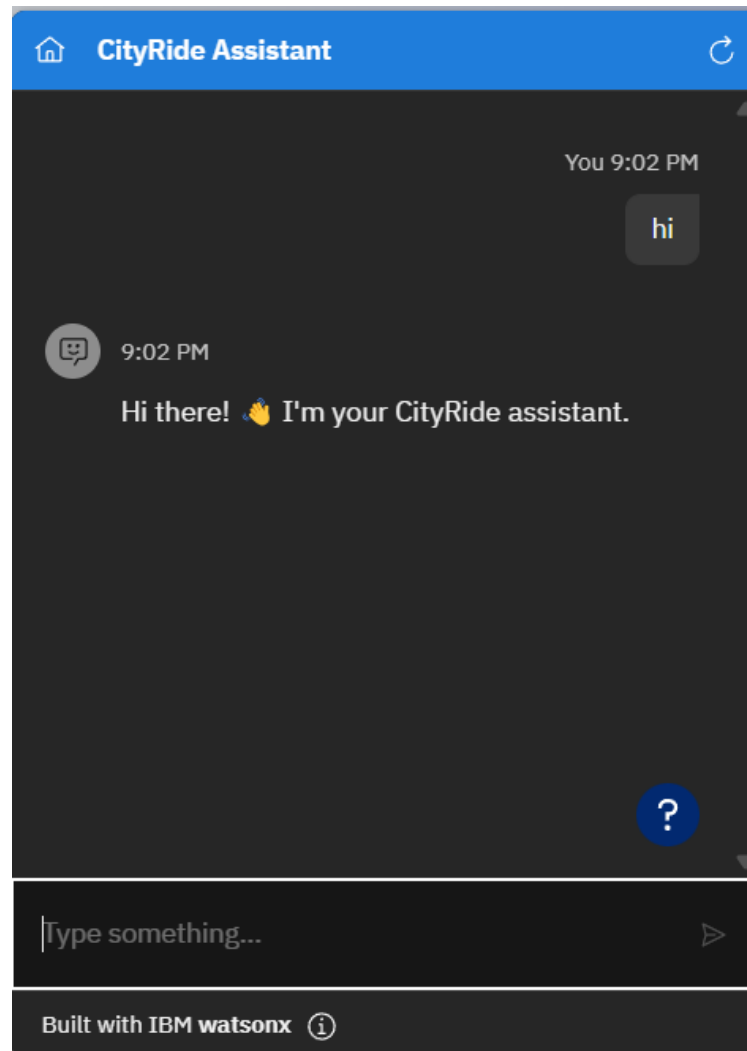 CityRide Assistant
You 9:02 PM
hi
9:02 PM
Hi there! 👋 I'm your CityRide assistant.
?
Type something...
Built with IBM watsonx